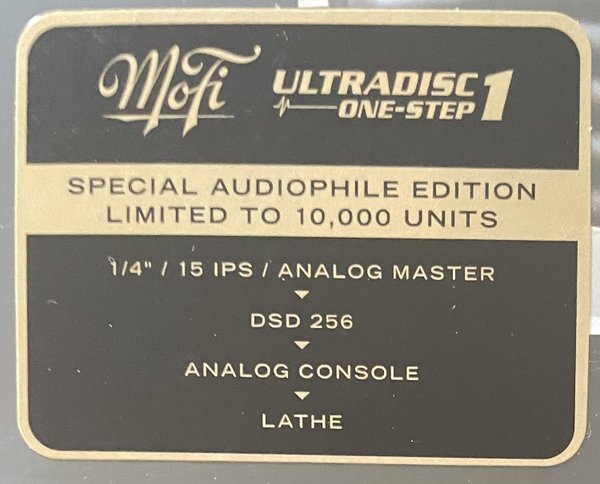 MoFi
ULTRADISC
ONE-STEP 1
SPECIAL AUDIOPHILE EDITION
LIMITED TO 10,000 UNITS
1/4" / 15 IPS / ANALOG MASTER
DSD 256
ANALOG CONSOLE
LATHE